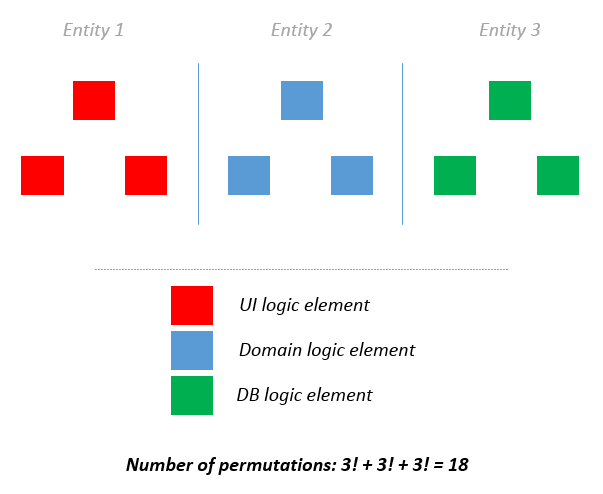 Entity 1 Entity 2 Entity 3
UI logic element
Domain logic element
DB logic element
Number of permutations: 3! + 3! + 3! = 18